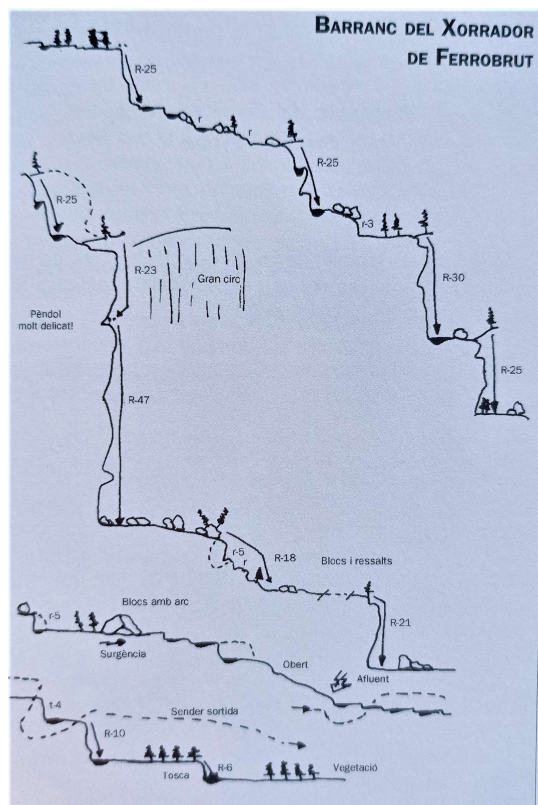 BARRANC DEL XORRADOR
DE FERROBRUT
R-25
r
r
R-25
r-3
R-30
R-25
R-25
R-23
Gran circ
Pèndol
molt delicat!
R-47
r-5
r
R-18
Blocs i ressalts
R-21
Blocs amb arc
r-5
Surgència
Obert
Afluent
t-4
Sender sortida
R-10
Tosca
R-6
Vegetació